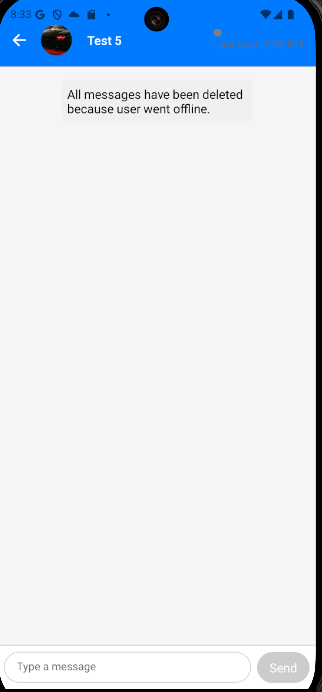 8:33
Test 5
All messages have been deleted
because user went offline.
Type a message
Send